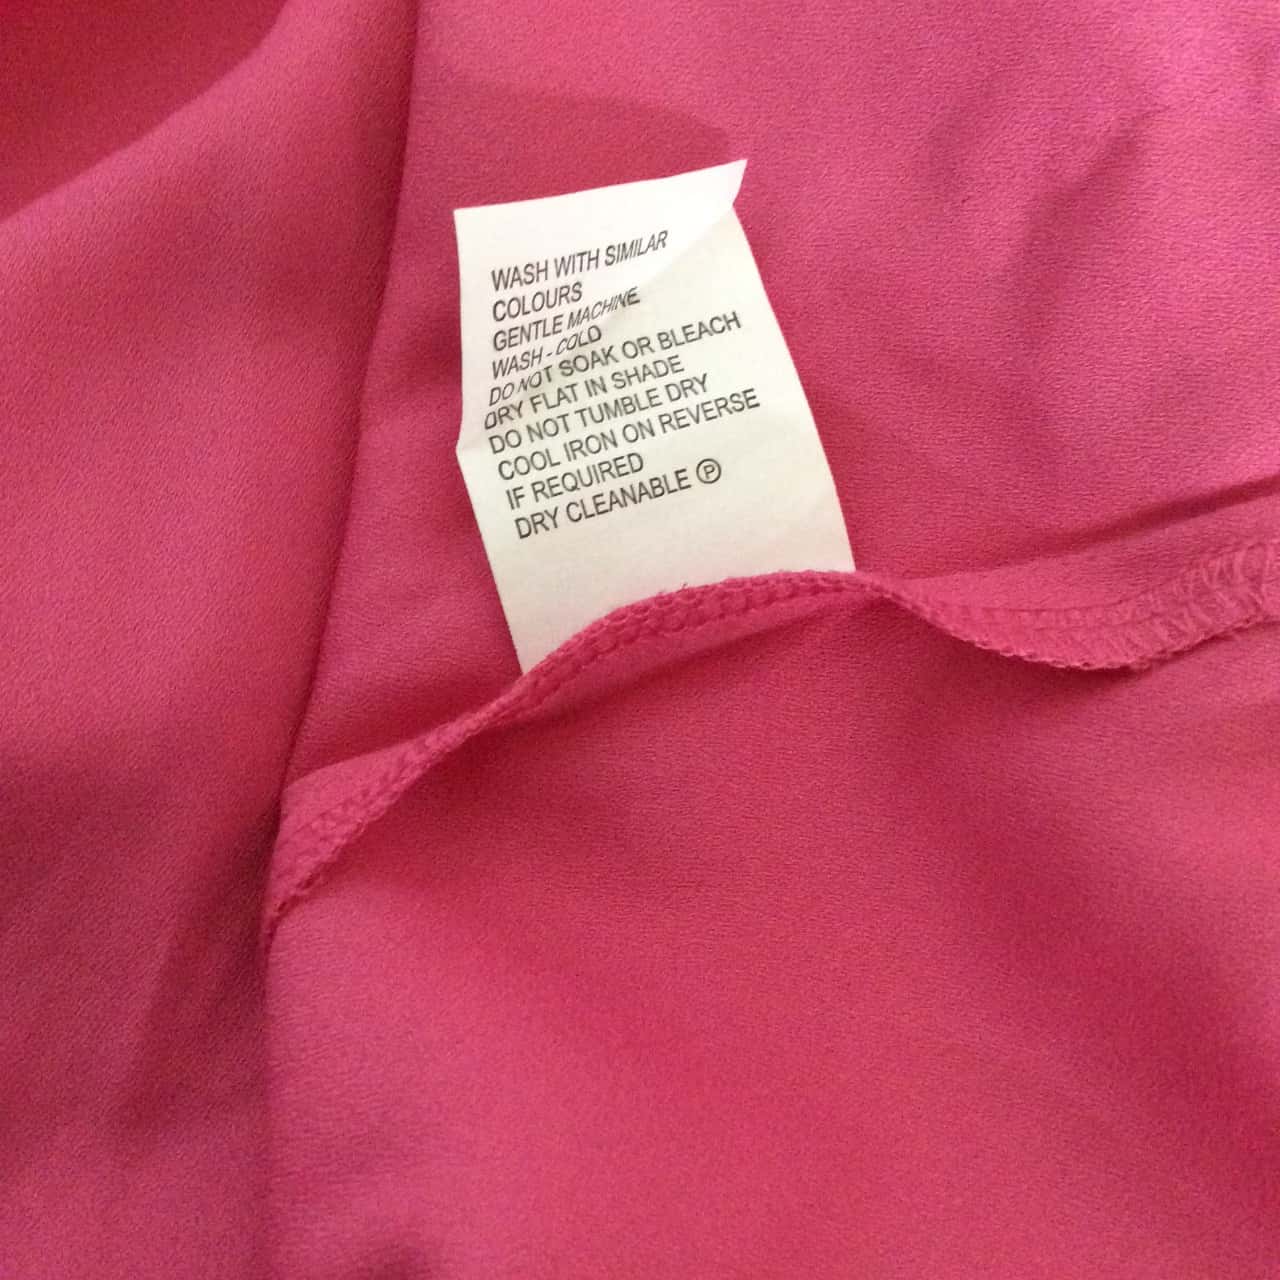 WASH WITH SIMILAR
COLOURS
GENTLE MACHINE
WASH - COLD
DO NOT SOAK OR BLEACH
DRY FLAT IN SHADE
DO NOT TUMBLE DRY
COOL IRON ON REVERSE
IF REQUIRED
DRY CLEANABLE Ⓟ